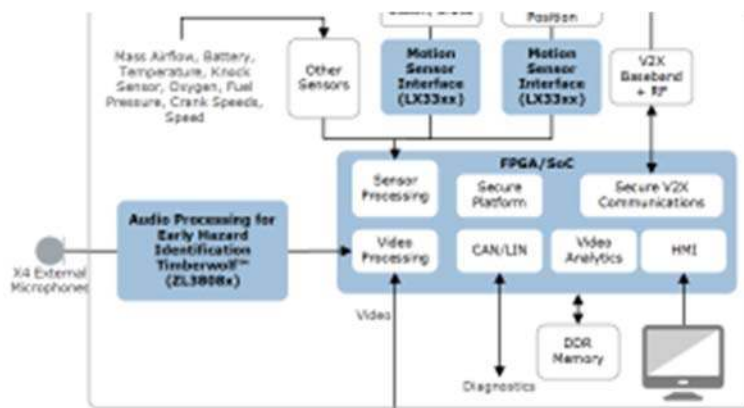 Position
Mass Airflow, Battery,
Temperature, Knock
Sensor, Oxygen, Fuel
Pressure, Crank Speeds,
Speed
Other
Sensors
Motion
Sensor
Interface
(LX33xx)
Motion
Sensor
Interface
(LX33xx)
V2X
Baseband
+ RF
FPGA/SoC
Sensor
Processing
Secure
Platform
Secure V2X
Communications
Audio Processing for
Early Hazard
Identification
Timberwolf™
(ZL3808x)
Video
Processing
CAN/LIN
Video
Analytics
HMI
X4 External
Microphones
Video
DDR
Memory
Diagnostics